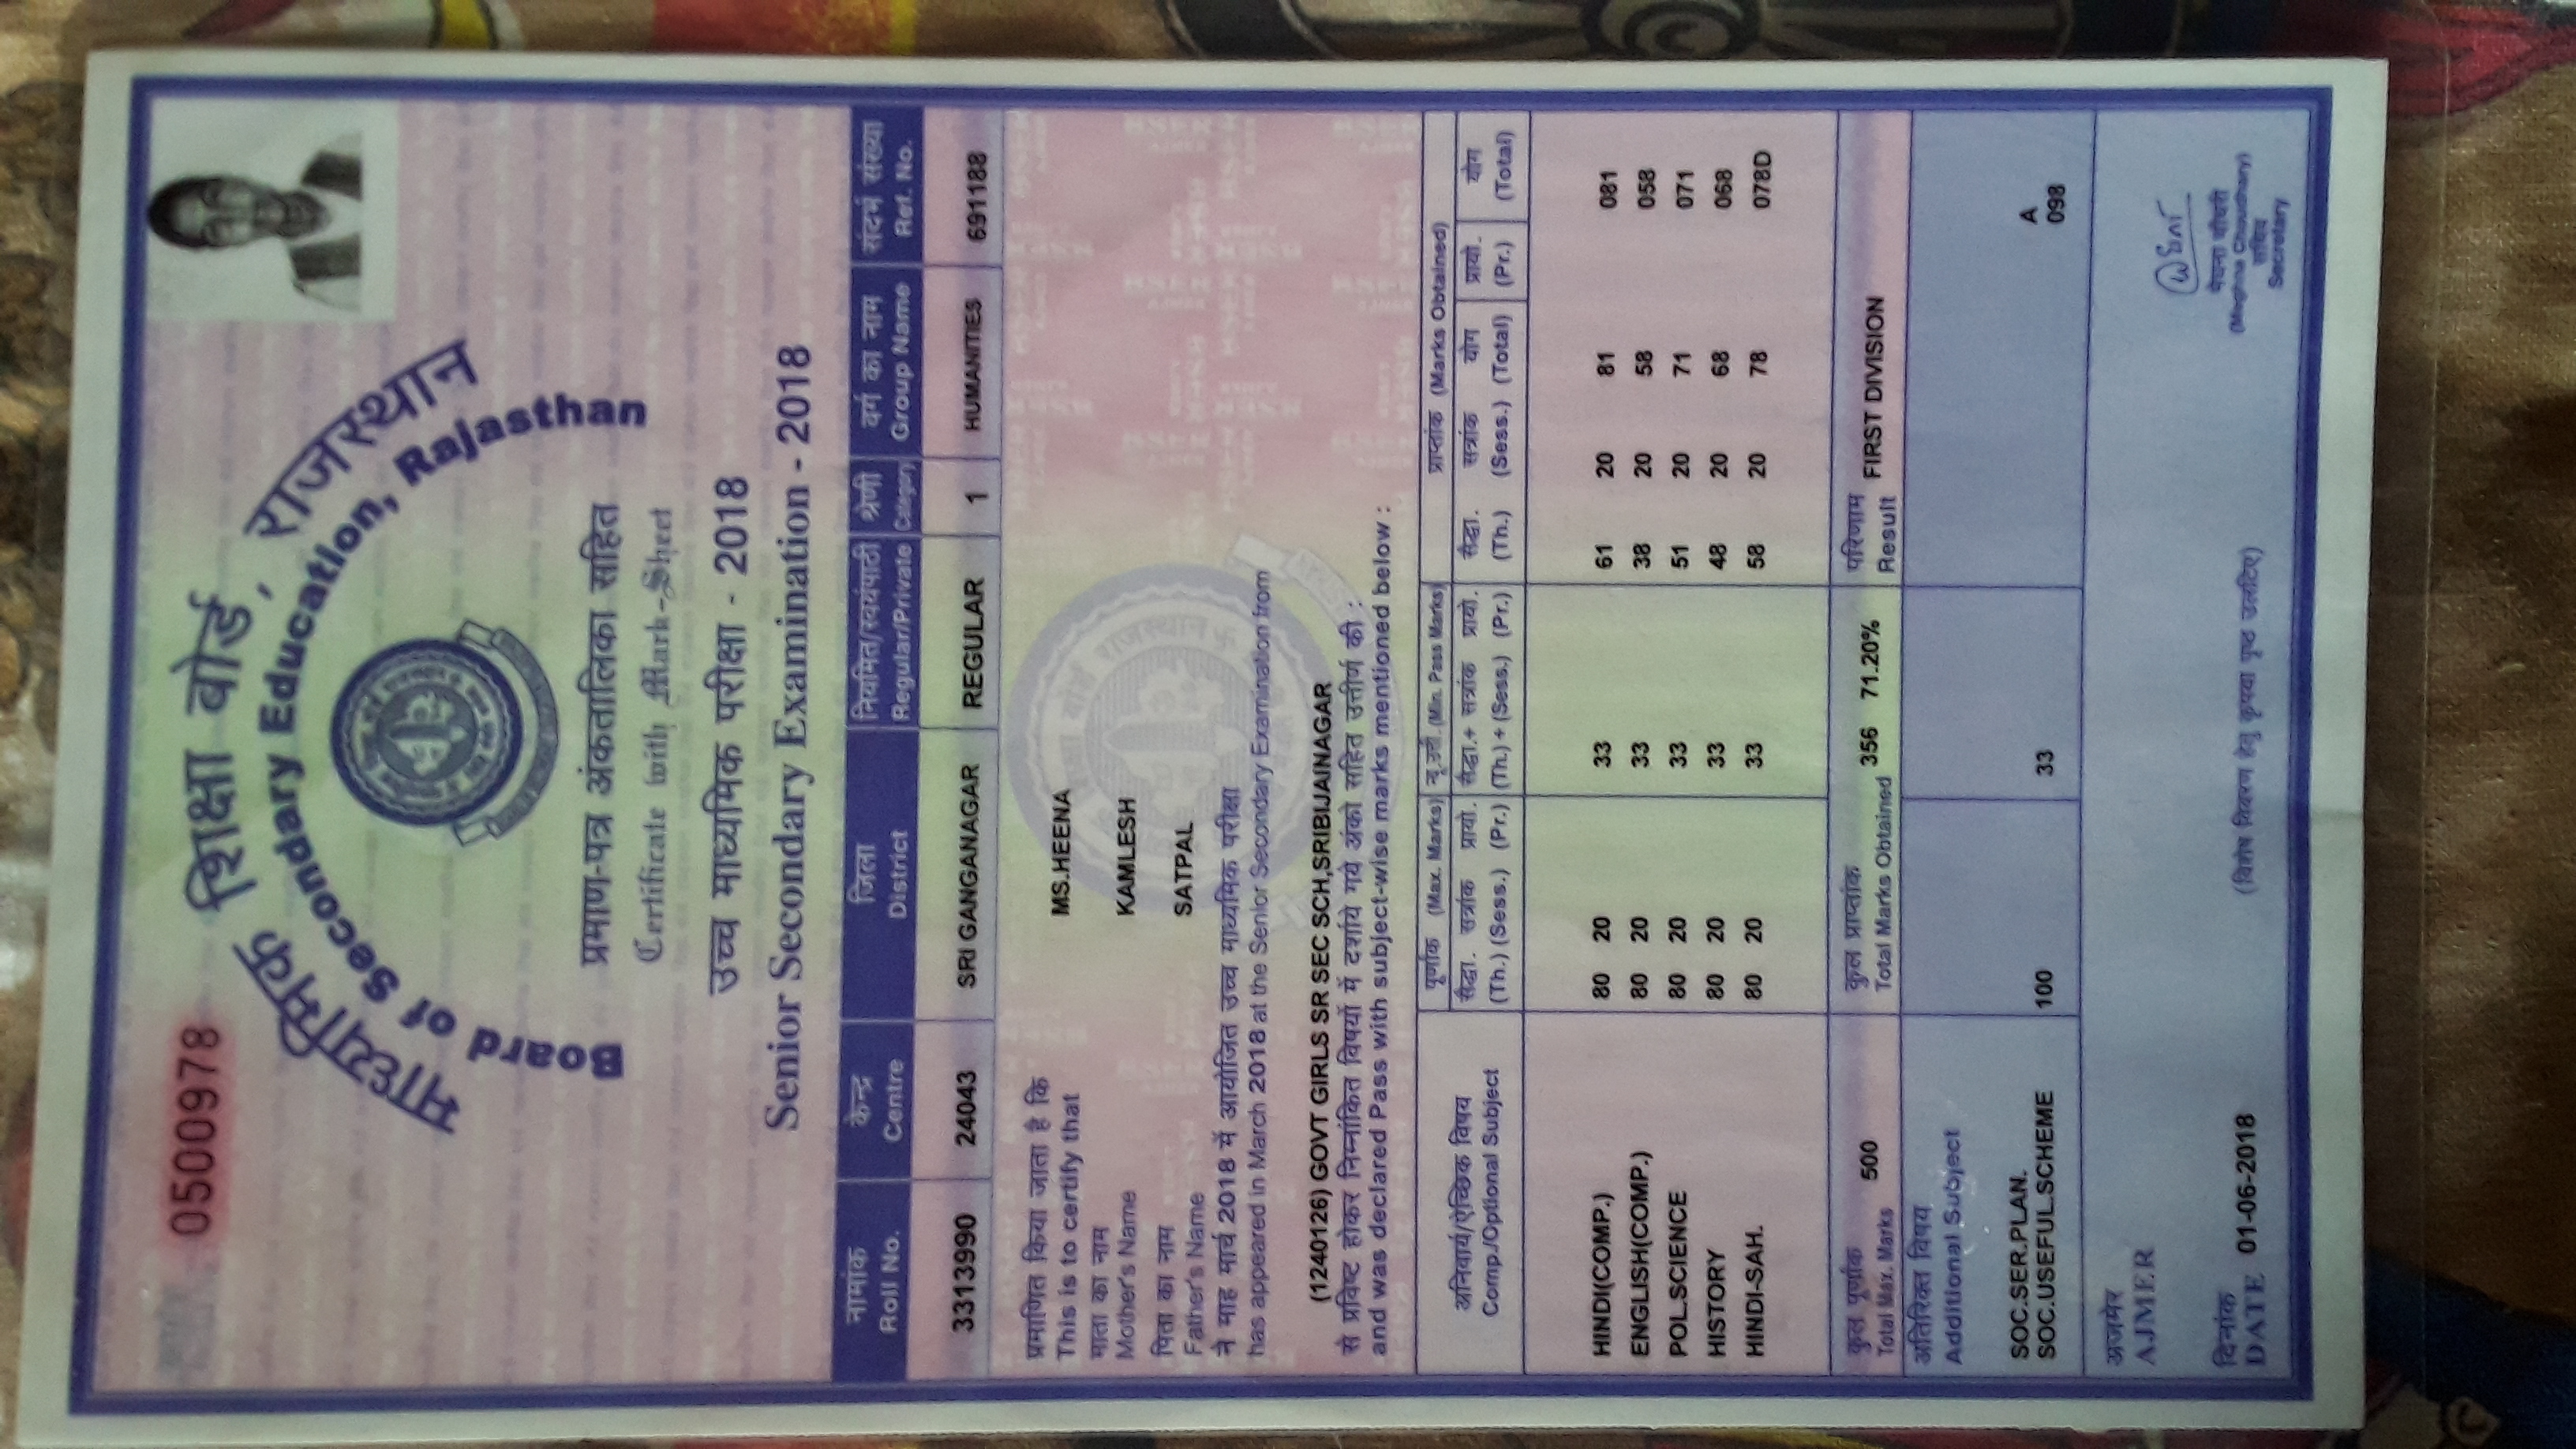 0500978
माध्यमिक शिक्षा बोर्ड, राजस्थान
Board of Secondary Education, Rajasthan
प्रमाण-पत्र अंकतालिका सहित
Certificate with Mark-Sheet
उच्च माध्यमिक परीक्षा - 2018
Senior Secondary Examination - 2018
नामांक केन्द्र जिला नियमित/स्वयंपाठी श्रेणी वर्ग का नाम संदर्भ संख्या
Roll No. Centre District Regular/Private Category Group Name Ref. No.
3313990 24043 SRI GANGANAGAR REGULAR 1 HUMANITIES 691188
प्रमाणित किया जाता है कि
This is to certify that MS.HEENA
माता का नाम
Mother's Name KAMLESH
पिता का नाम
Father's Name SATPAL
ने माह मार्च 2018 में आयोजित उच्च माध्यमिक परीक्षा
has appeared in March 2018 at the Senior Secondary Examination from
(1240126) GOVT GIRLS SR SEC SCH,SRIBIJAINAGAR
से प्रविष्ट होकर निम्नांकित विषयों में दर्शाये गये अंको सहित उत्तीर्ण की :
and was declared Pass with subject-wise marks mentioned below :
अनिवार्य/ऐच्छिक विषय
Comp./Optional Subject
पूर्णांक (Max. Marks) न्यू.उत्ती. (Min. Pass Marks) प्राप्तांक (Marks Obtained)
सैद्धा. सत्रांक प्रायो. सैद्धा.+ सत्रांक प्रायो. सैद्धा. सत्रांक योग प्रायो. योग
(Th.) (Sess.) (Pr.) (Th.) + (Sess.) (Pr.) (Th.) (Sess.) (Total) (Pr.) (Total)
HINDI(COMP.) 80 20 33 61 20 81 081
ENGLISH(COMP.) 80 20 33 38 20 58 058
POL.SCIENCE 80 20 33 51 20 71 071
HISTORY 80 20 33 48 20 68 068
HINDI-SAH. 80 20 33 58 20 78 078D
कुल पूर्णांक 500 कुल प्राप्तांक 356 71.20% परिणाम FIRST DIVISION
Total Max. Marks Total Marks Obtained Result
अतिरिक्त विषय
Additional Subject
SOC.SER.PLAN. A
SOC.USEFUL.SCHEME 100 33 098
अजमेर
AJMER
मेघना चौधरी
(Meghna Choudhary)
सचिव
Secretary
दिनांक
DATE 01-06-2018
(विशेष विवरण हेतु कृपया पृष्ठ उलटिए)